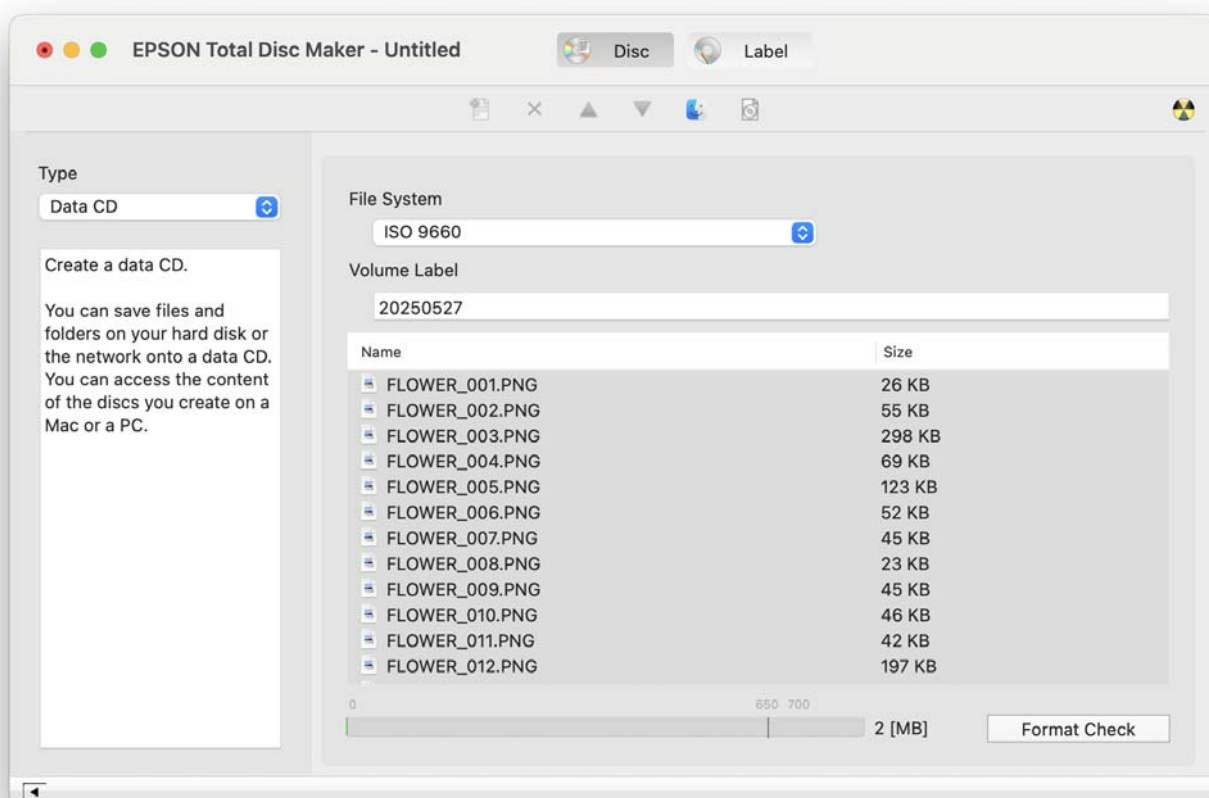 EPSON Total Disc Maker - Untitled
Disc
Label
Type
Data CD
Create a data CD.
You can save files and
folders on your hard disk or
the network onto a data CD.
You can access the content
of the discs you create on a
Mac or a PC.
File System
ISO 9660
Volume Label
20250527
Name Size
FLOWER_001.PNG 26 KB
FLOWER_002.PNG 55 KB
FLOWER_003.PNG 298 KB
FLOWER_004.PNG 69 KB
FLOWER_005.PNG 123 KB
FLOWER_006.PNG 52 KB
FLOWER_007.PNG 45 KB
FLOWER_008.PNG 23 KB
FLOWER_009.PNG 45 KB
FLOWER_010.PNG 46 KB
FLOWER_011.PNG 42 KB
FLOWER_012.PNG 197 KB
0 650 700
2 [MB]
Format Check